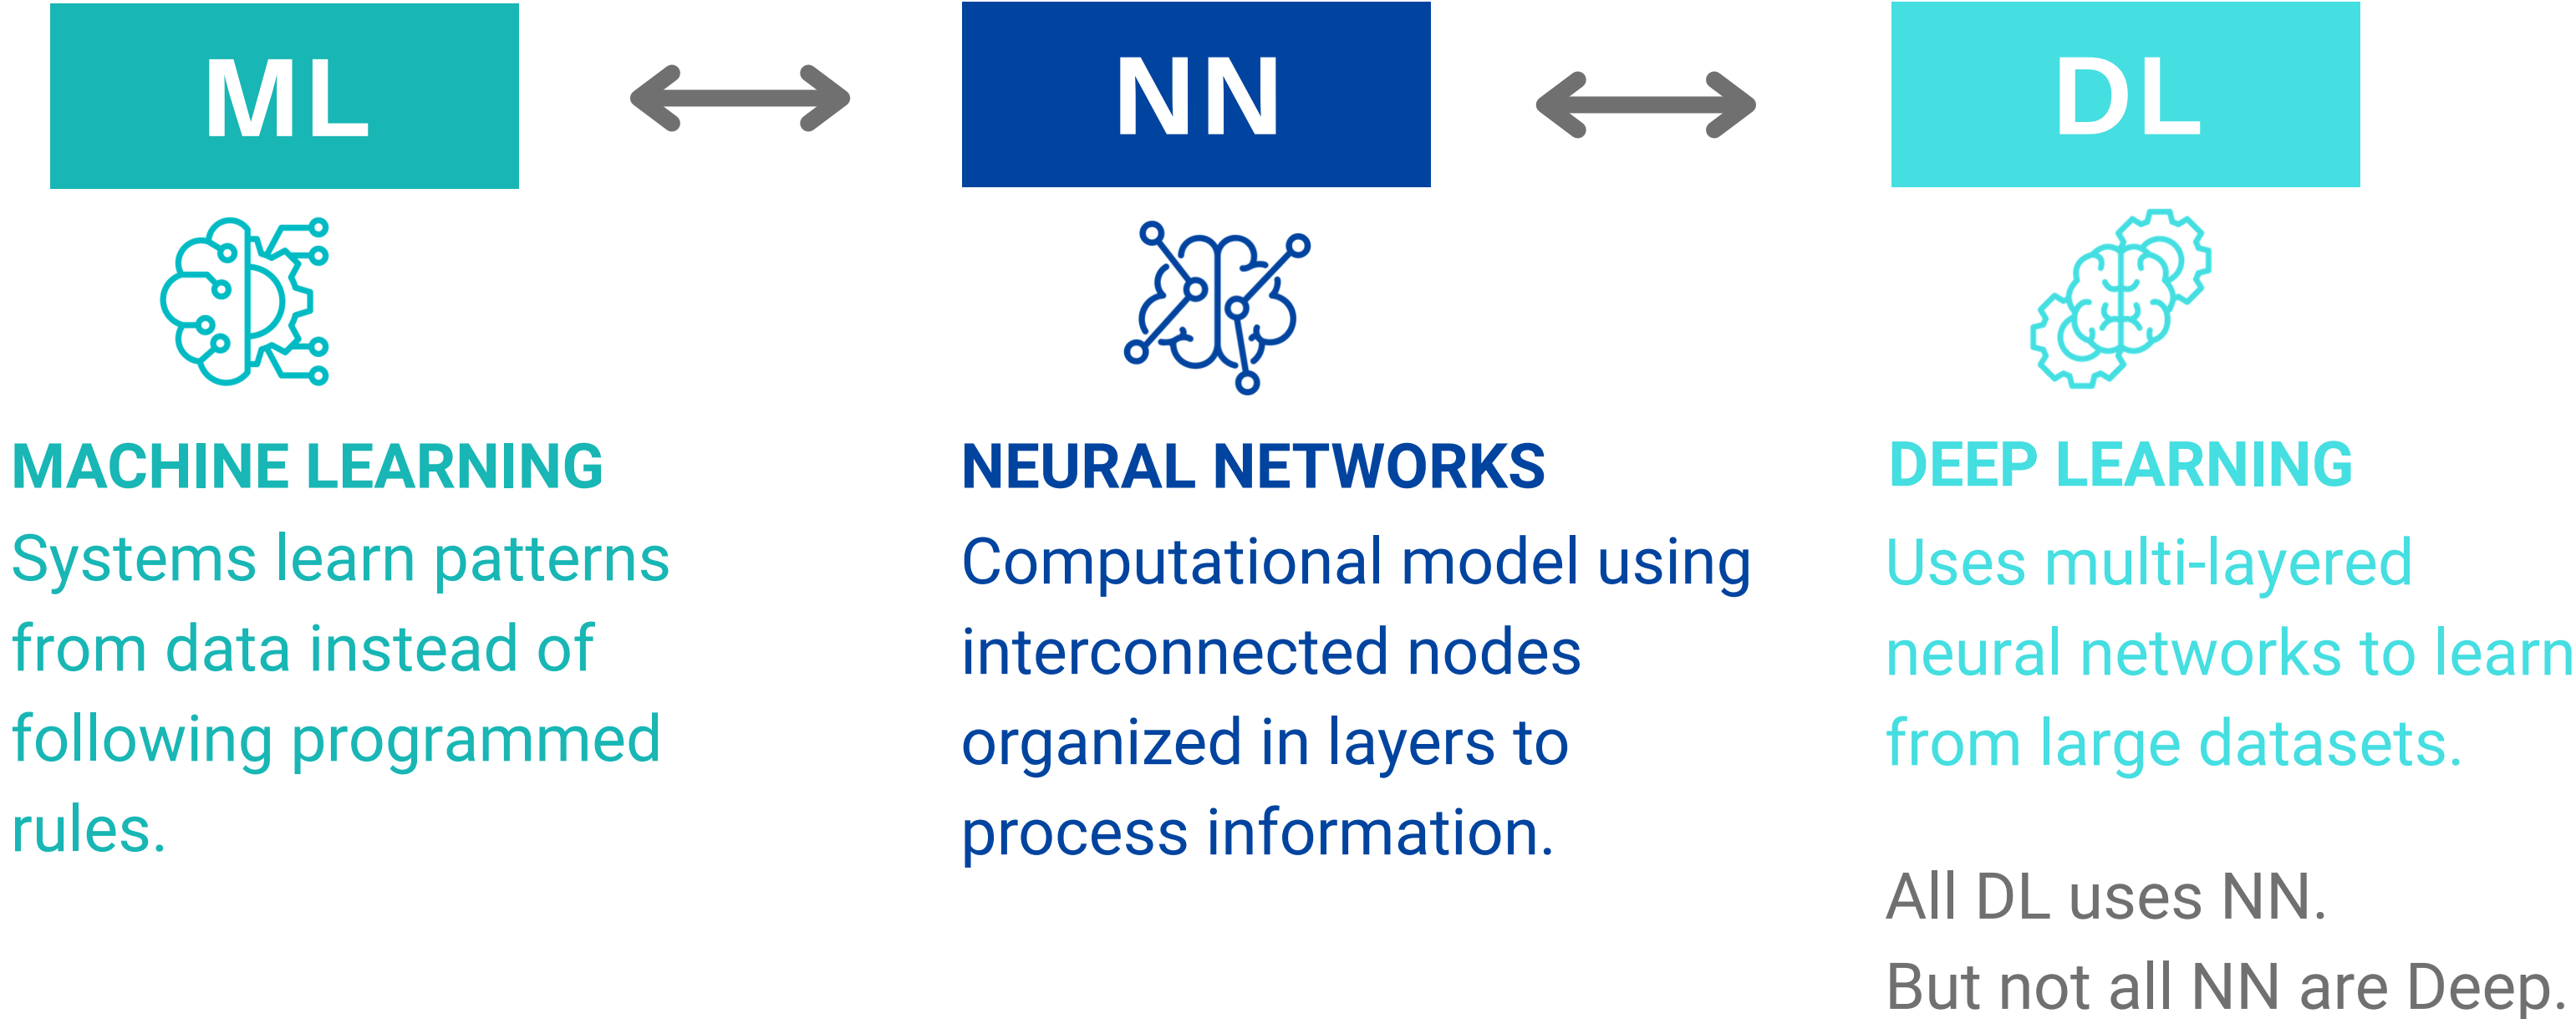 ML
NN
DL
MACHINE LEARNING
Systems learn patterns
from data instead of
following programmed
rules.
NEURAL NETWORKS
Computational model using
interconnected nodes
organized in layers to
process information.
DEEP LEARNING
Uses multi-layered
neural networks to learn
from large datasets.
All DL uses NN.
But not all NN are Deep.